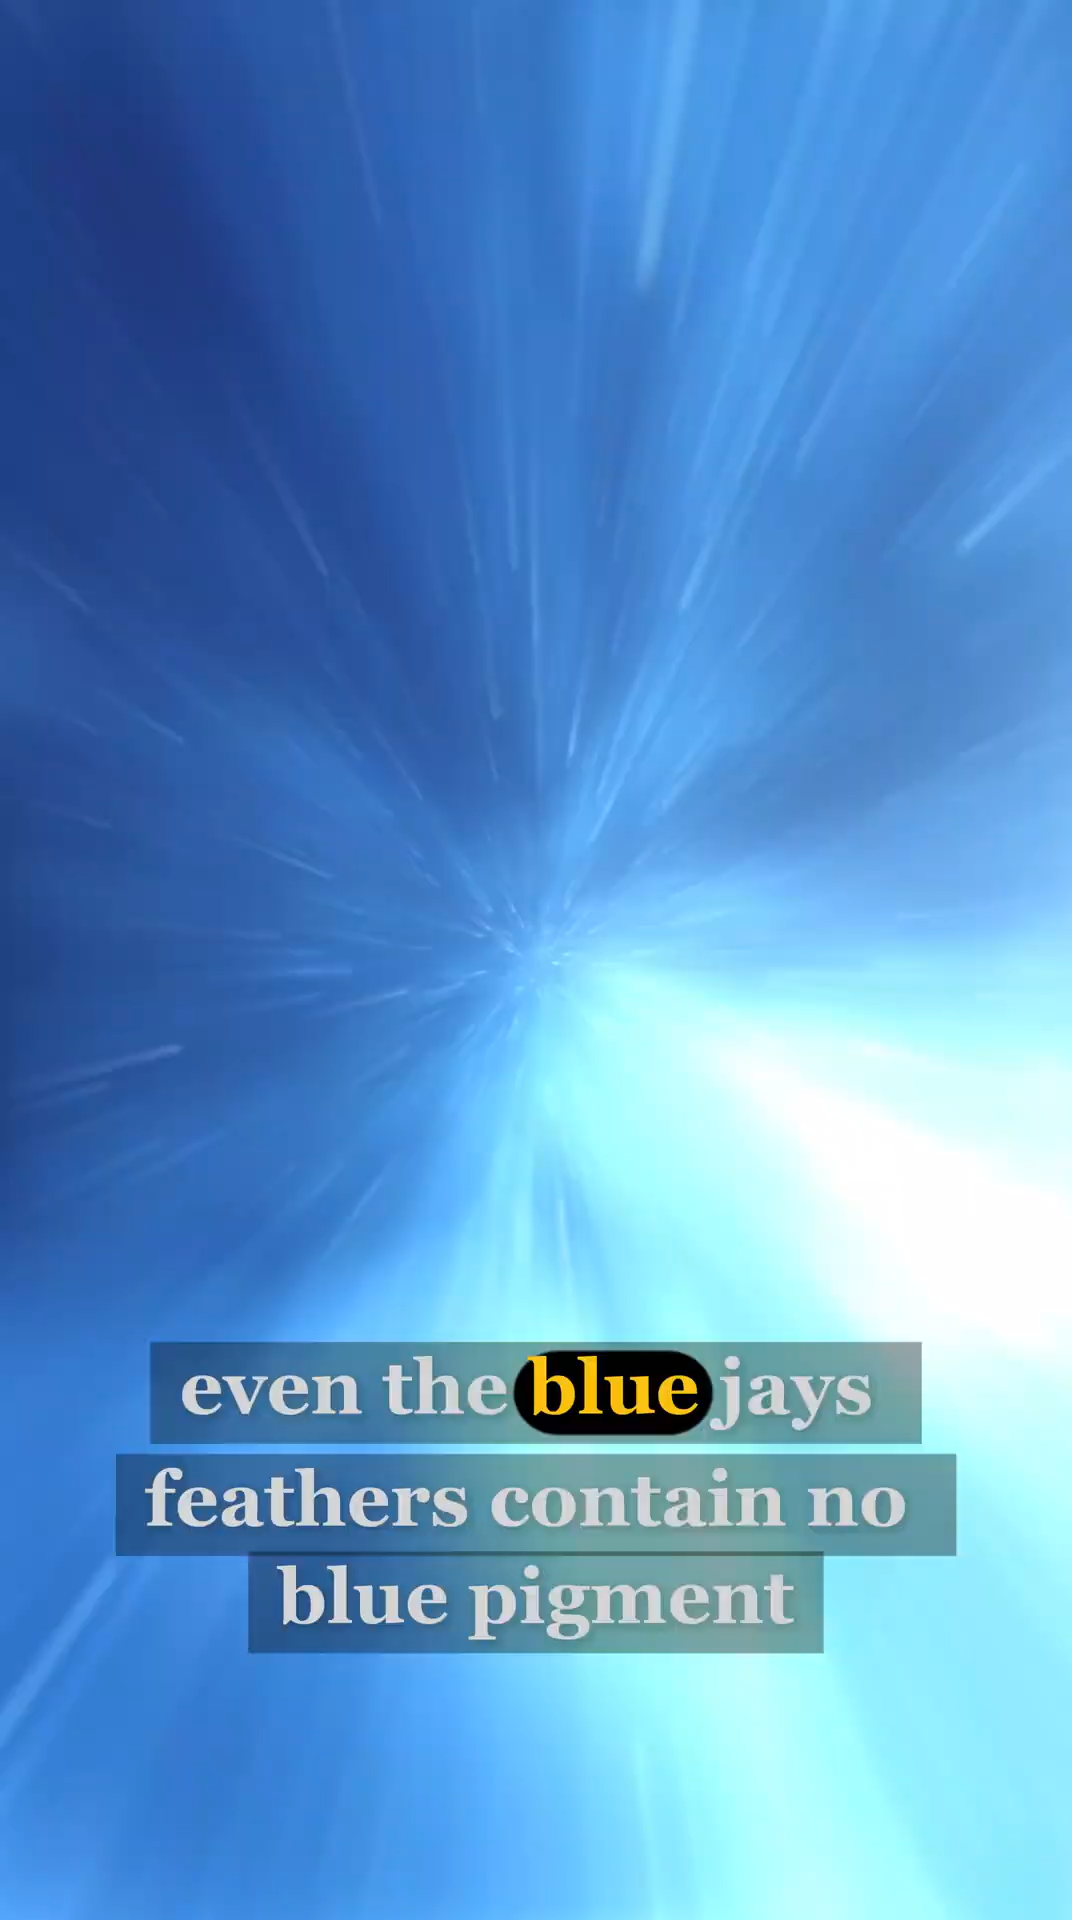 even the blue jays
feathers contain no
blue pigment